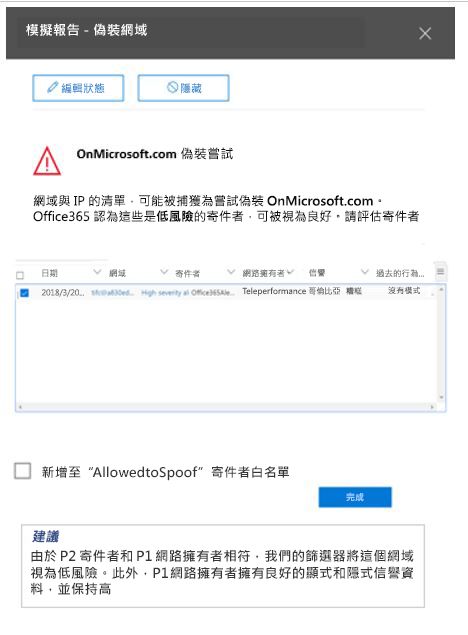 模擬報告 - 偽裝網域
編輯狀態 隱藏
OnMicrosoft.com 偽裝嘗試
網域與 IP 的清單，可能被捕獲為嘗試偽裝 OnMicrosoft.com。
Office365 認為這些是低風險的寄件者，可被視為良好。請評估寄件者
日期 網域 寄件者 網路擁有者 信譽 過去的行為...
2018/3/20... High severity al Office365Ale... Teleperformance 哥倫比亞 糟糕 沒有模式
新增至“AllowedtoSpoof”寄件者白名單
完成
建議
由於 P2 寄件者和 P1 網路擁有者相符，我們的篩選器將這個網域
視為低風險。此外，P1 網路擁有者擁有良好的顯式和隱式信譽資
料，並保持高